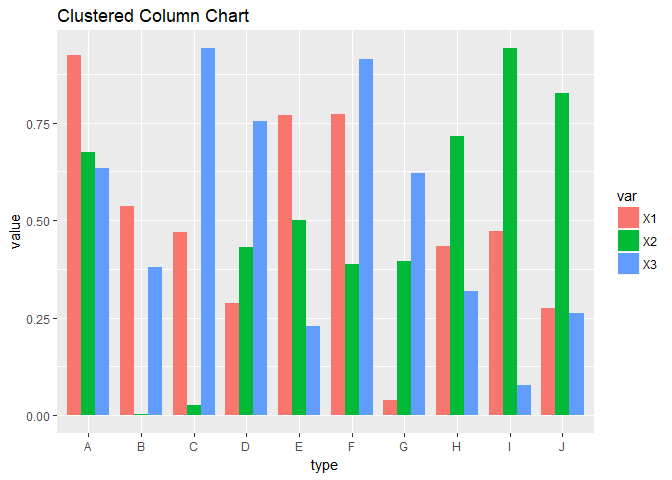 Clustered Column Chart
value
0.75
0.50
0.25
0.00
A B C D E F G H I J
type
var
X1
X2
X3